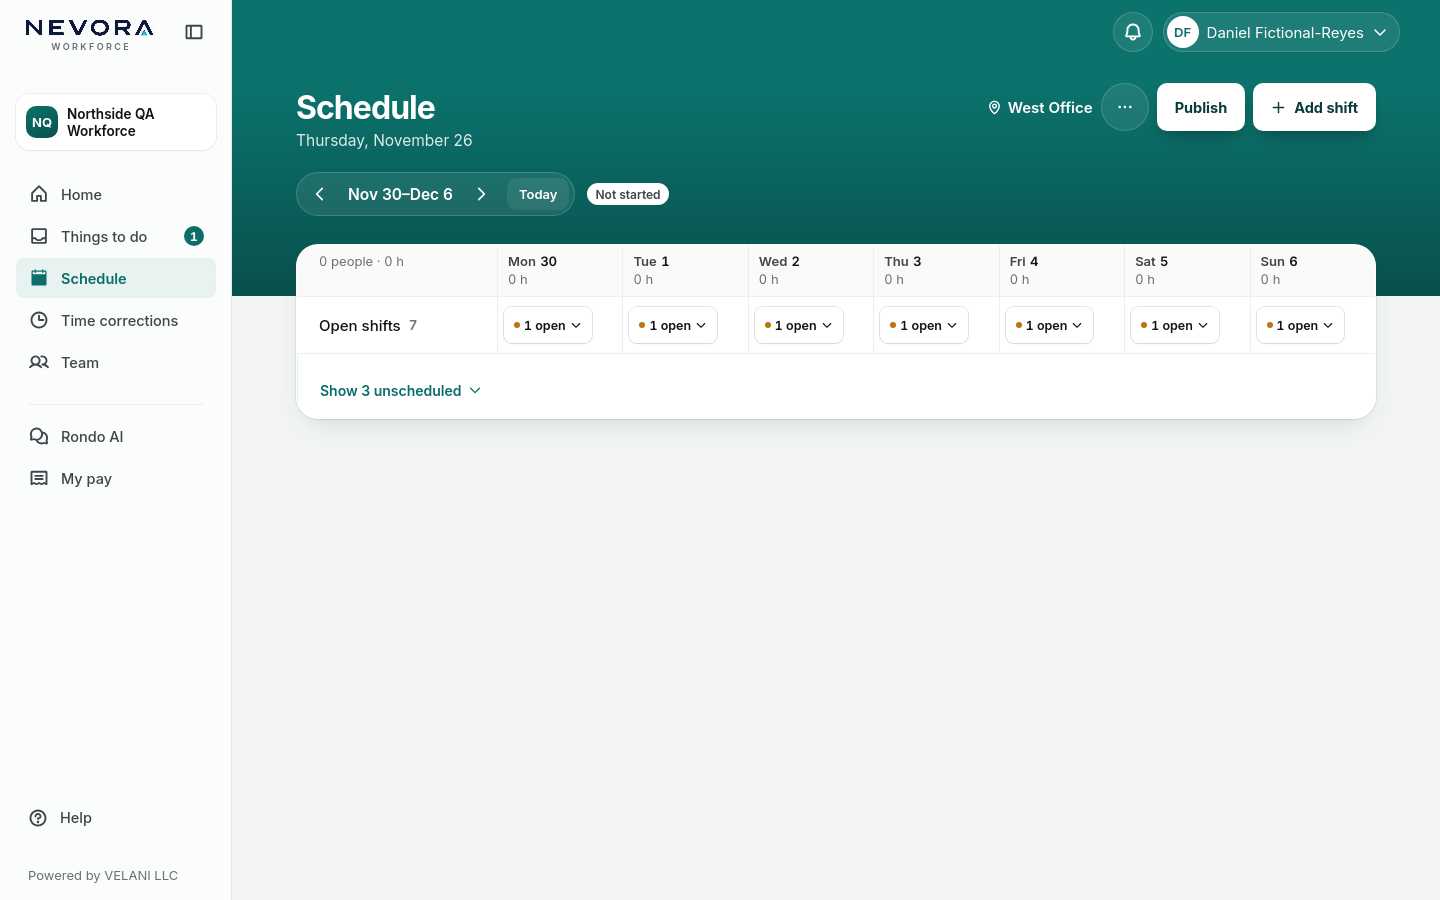 NEVORA
WORKFORCE
NQ
Northside QA
Workforce
Home
Things to do 1
Schedule
Time corrections
Team
Rondo AI
My pay
Help
Powered by VELANI LLC
DF Daniel Fictional-Reyes
Schedule
Thursday, November 26
West Office
···
Publish
+ Add shift
Nov 30–Dec 6
Today
Not started
0 people · 0 h
Mon 30
0 h
Tue 1
0 h
Wed 2
0 h
Thu 3
0 h
Fri 4
0 h
Sat 5
0 h
Sun 6
0 h
Open shifts 7
1 open
1 open
1 open
1 open
1 open
1 open
1 open
Show 3 unscheduled